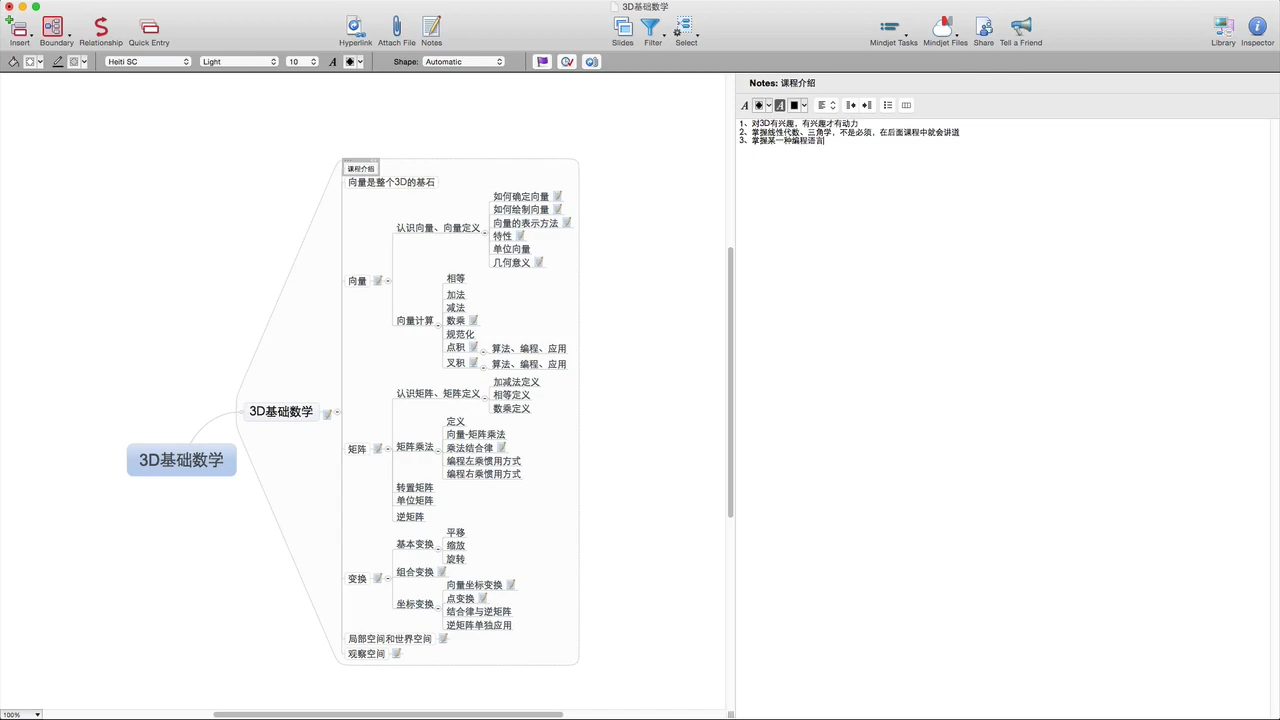 3D基础数学
Insert
Boundary
Relationship
Quick Entry
Hyperlink
Attach File
Notes
Slides
Filter
Select
Mindjet Tasks
Mindjet Files
Share
Tell a Friend
Library
Inspector
Heiti SC
Light
10
Shape:
Automatic
Notes: 课程介绍
1、对3D有兴趣，有兴趣才有动力
2、掌握线性代数、三角学，不是必须，在后面课程中就会讲道
3、掌握某一种编程语言
课程介绍
向量是整个3D的基石
如何确定向量
如何绘制向量
向量的表示方法
认识向量、向量定义
特性
单位向量
几何意义
向量
相等
加法
减法
向量计算
数乘
规范化
点积
算法、编程、应用
叉积
算法、编程、应用
加减法定义
认识矩阵、矩阵定义
相等定义
数乘定义
3D基础数学
定义
向量-矩阵乘法
矩阵
矩阵乘法
乘法结合律
编程左乘惯用方式
编程右乘惯用方式
3D基础数学
转置矩阵
单位矩阵
逆矩阵
平移
基本变换
缩放
旋转
组合变换
变换
向量坐标变换
点变换
坐标变换
结合律与逆矩阵
逆矩阵单独应用
局部空间和世界空间
观察空间
100%